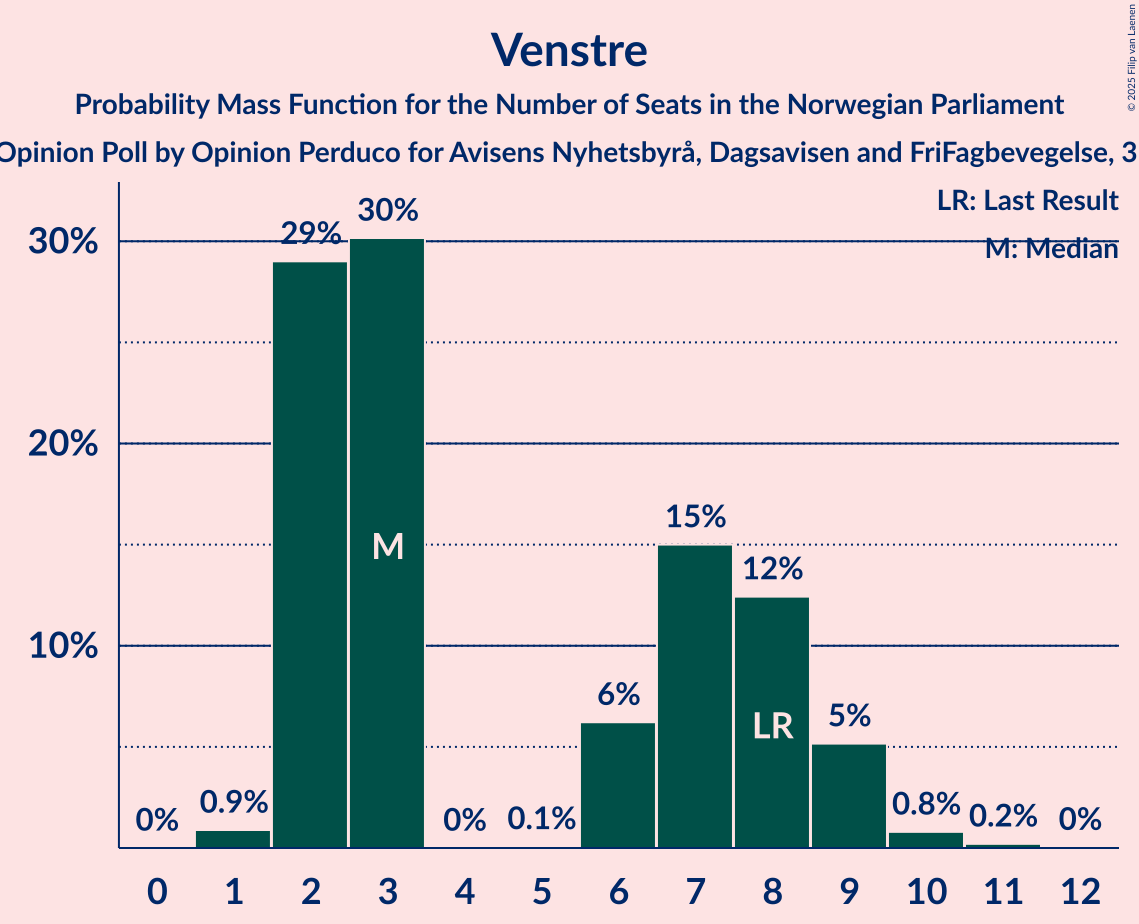 Venstre
Probability Mass Function for the Number of Seats in the Norwegian Parliament
Opinion Poll by Opinion Perduco for Avisens Nyhetsbyrå, Dagsavisen and FriFagbevegelse, 3
© 2025 Filip van Laenen
LR: Last Result
M: Median
30%
20%
10%
0%
0.9%
29%
30%
0%
0.1%
6%
15%
12%
5%
0.8%
0.2%
0%
M
LR
0 1 2 3 4 5 6 7 8 9 10 11 12